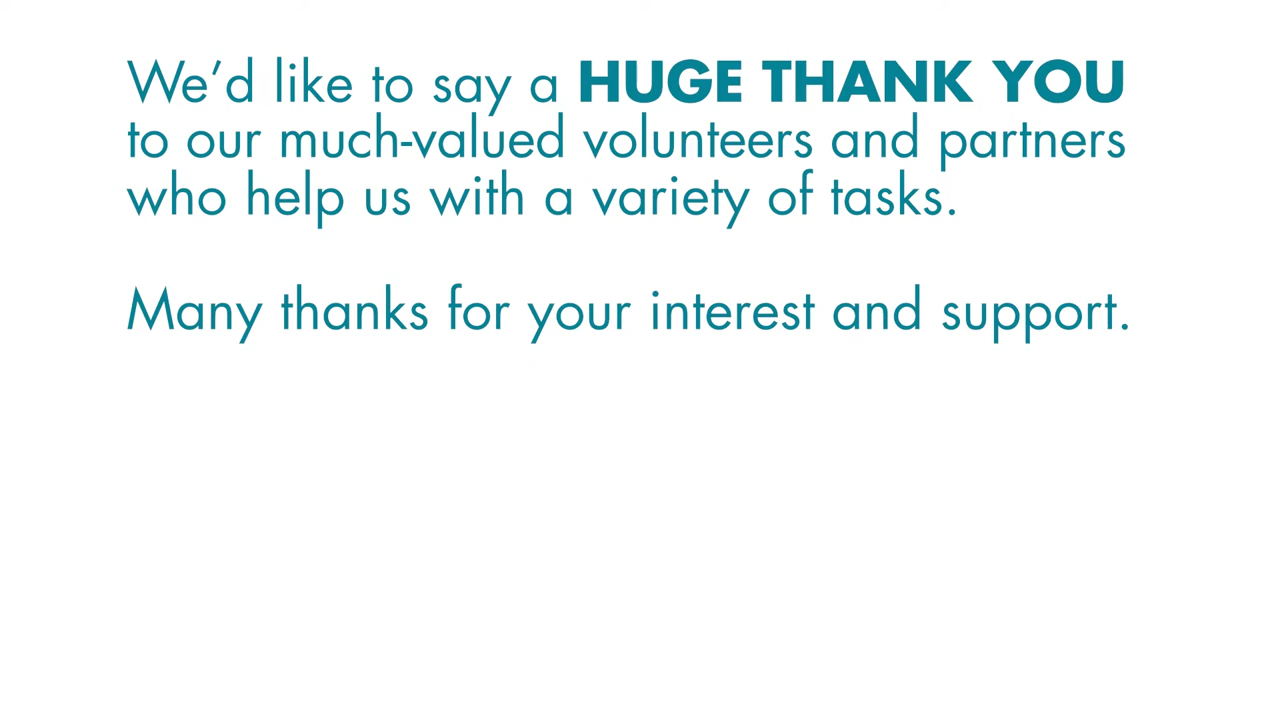 We’d like to say a HUGE THANK YOU
to our much-valued volunteers and partners
who help us with a variety of tasks.
Many thanks for your interest and support.